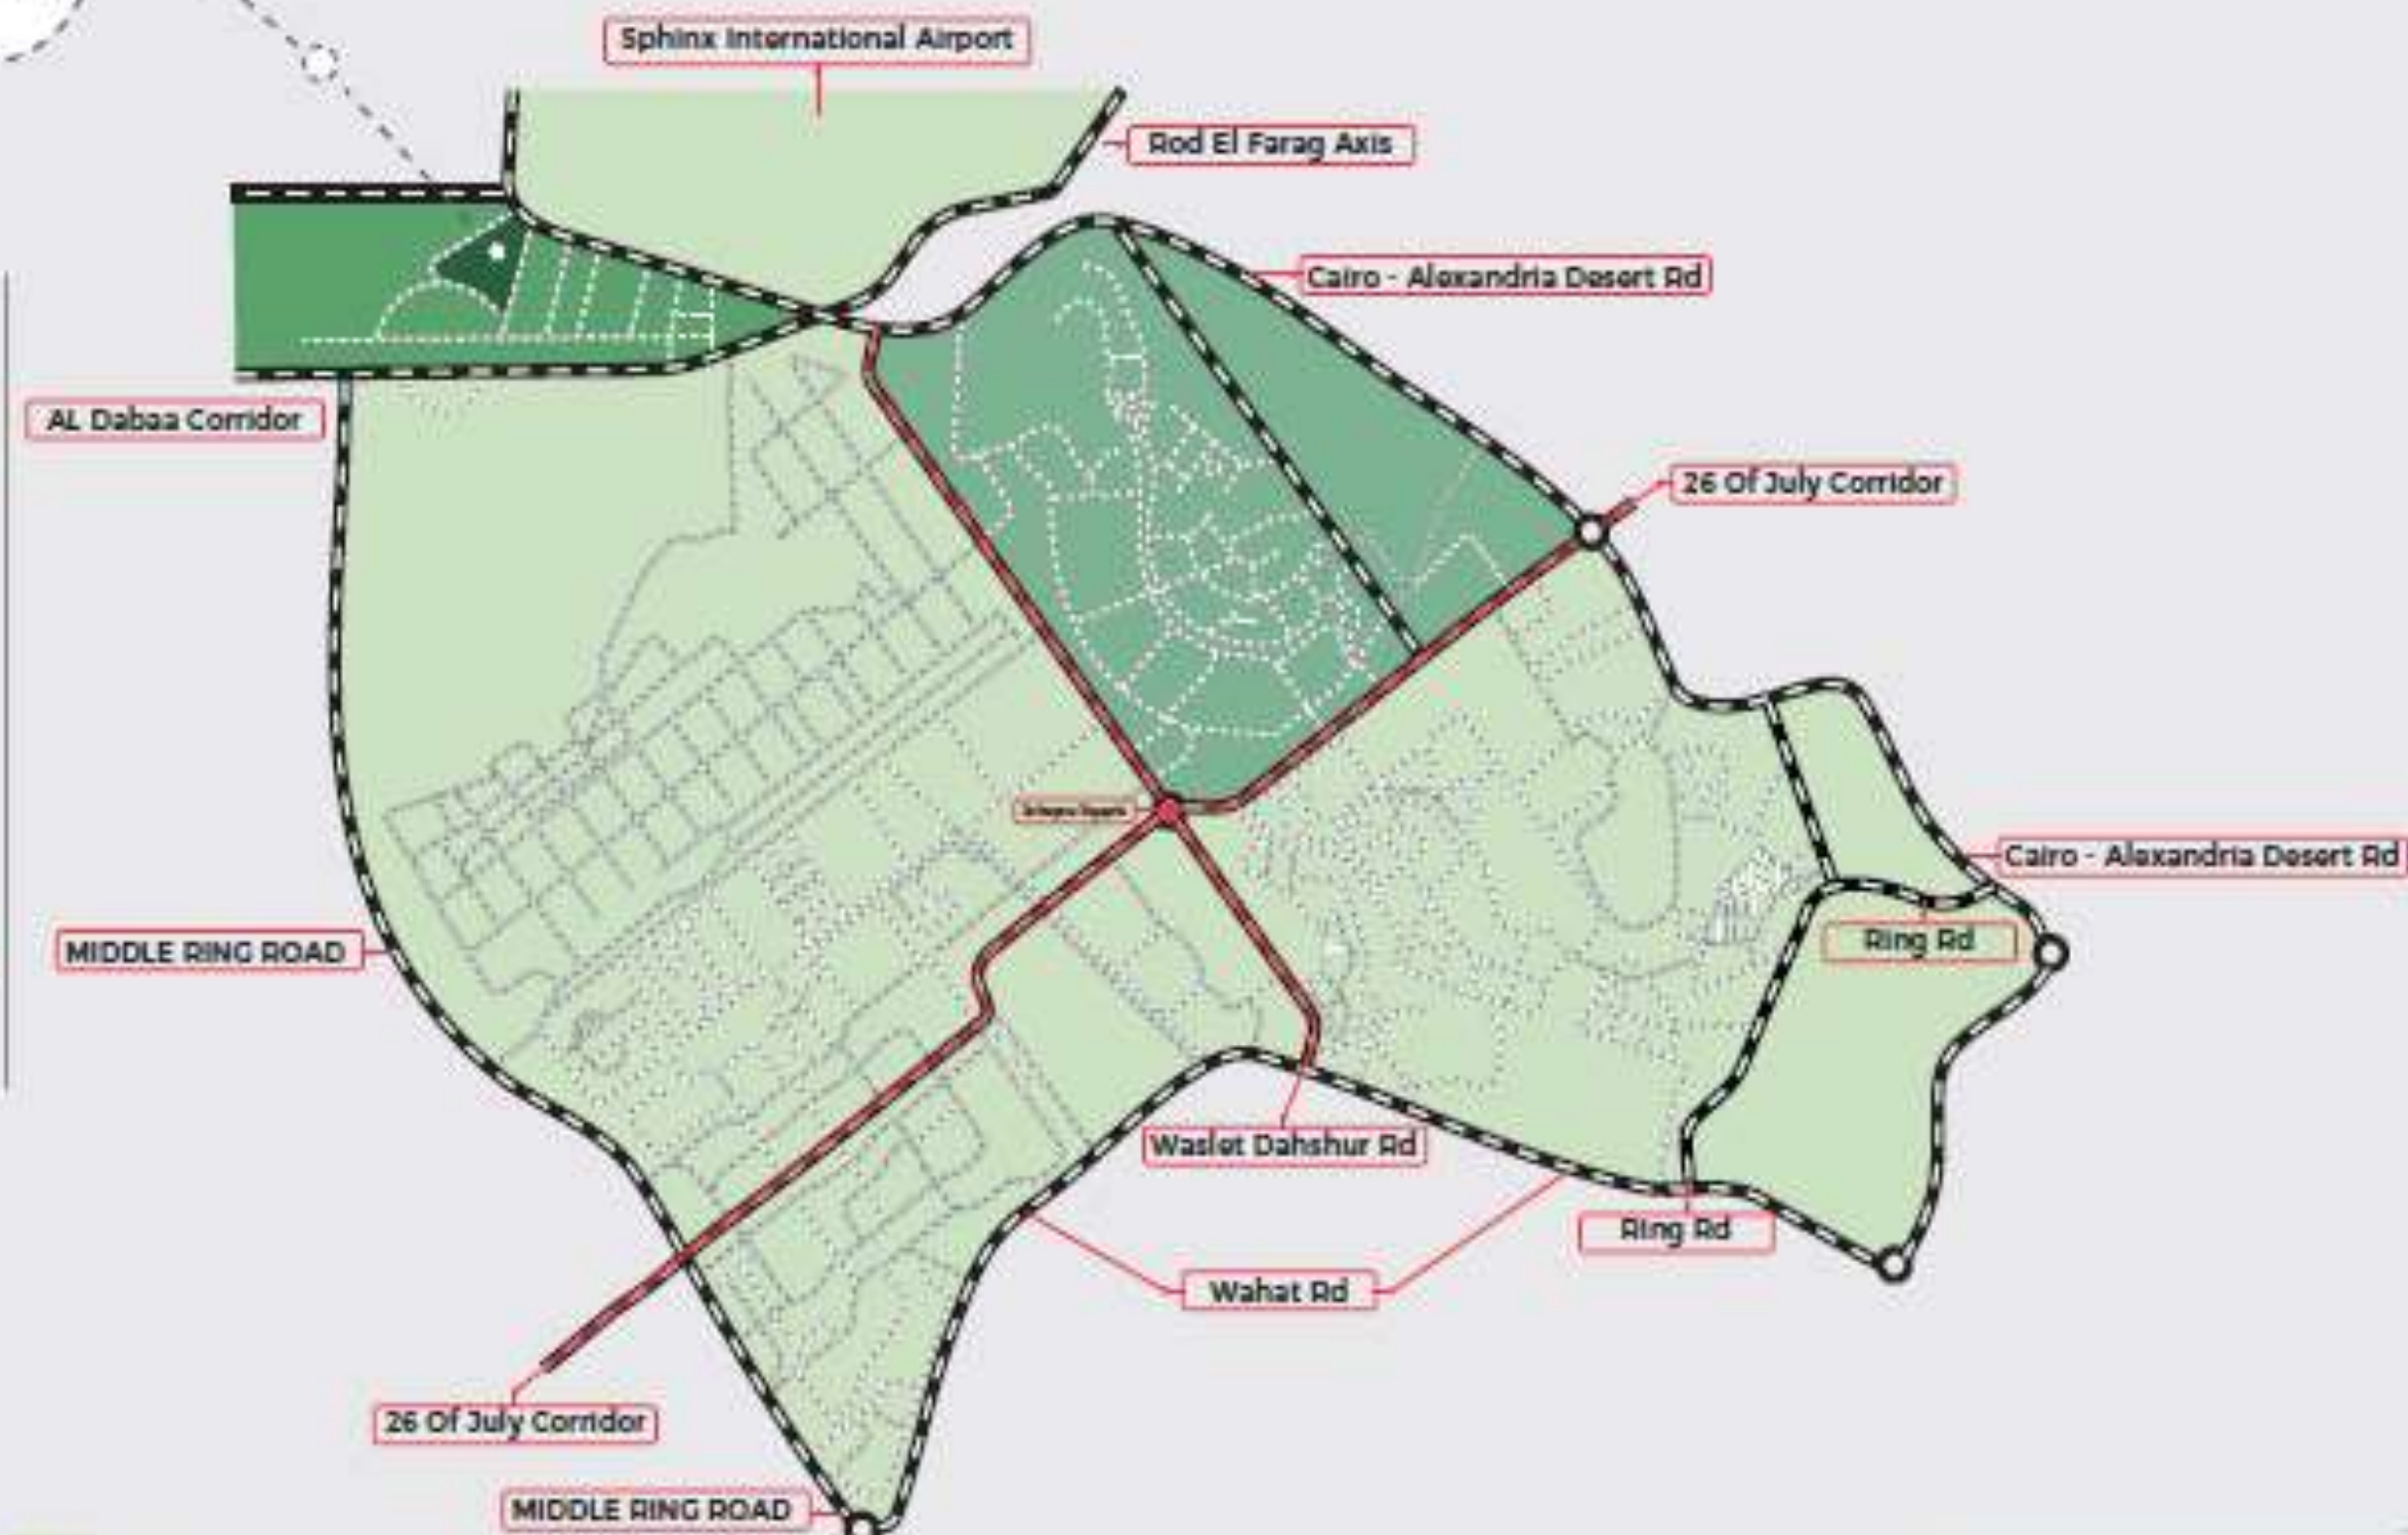 Sphinx International Airport
Rod El Farag Axis
Cairo - Alexandria Desert Rd
AL Dabaa Corridor
26 Of July Corridor
Cairo - Alexandria Desert Rd
MIDDLE RING ROAD
Ring Rd
Waslet Dahshur Rd
Ring Rd
Wahat Rd
26 Of July Corridor
MIDDLE RING ROAD